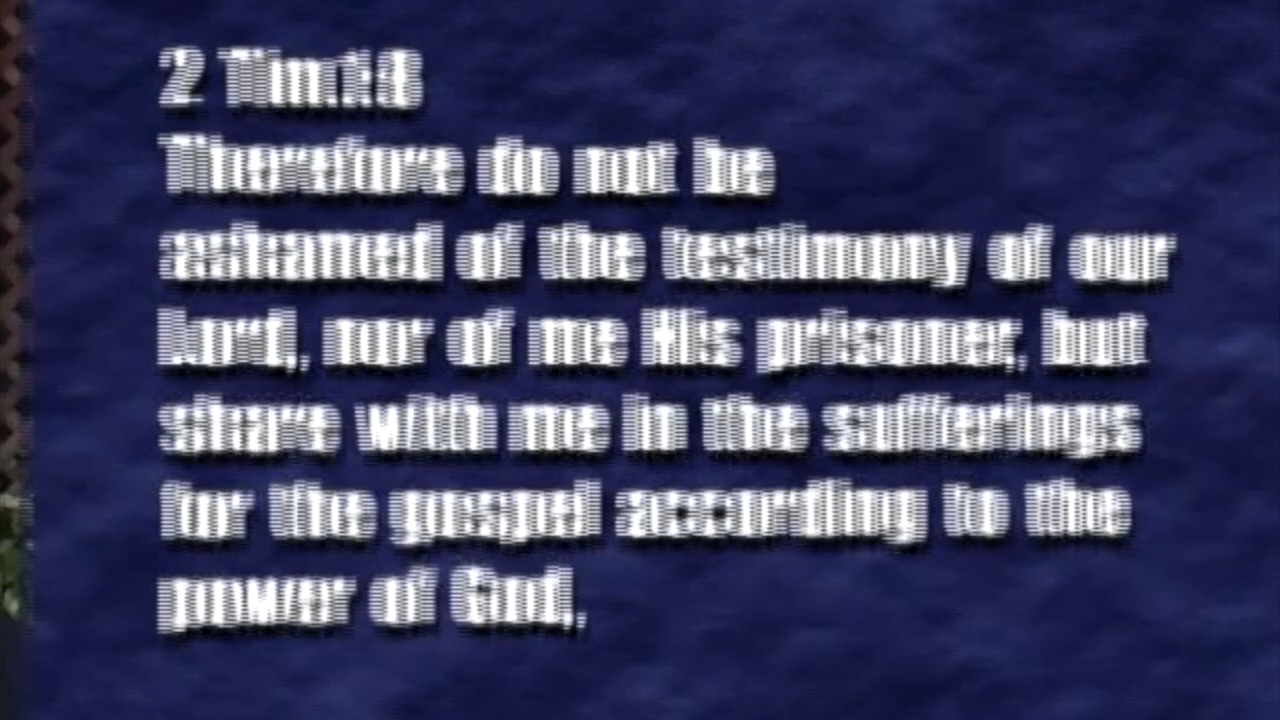 2 Tim.1:8
Therefore do not be
ashamed of the testimony of our
Lord, nor of me His prisoner, but
share with me in the sufferings
for the gospel according to the
power of God,